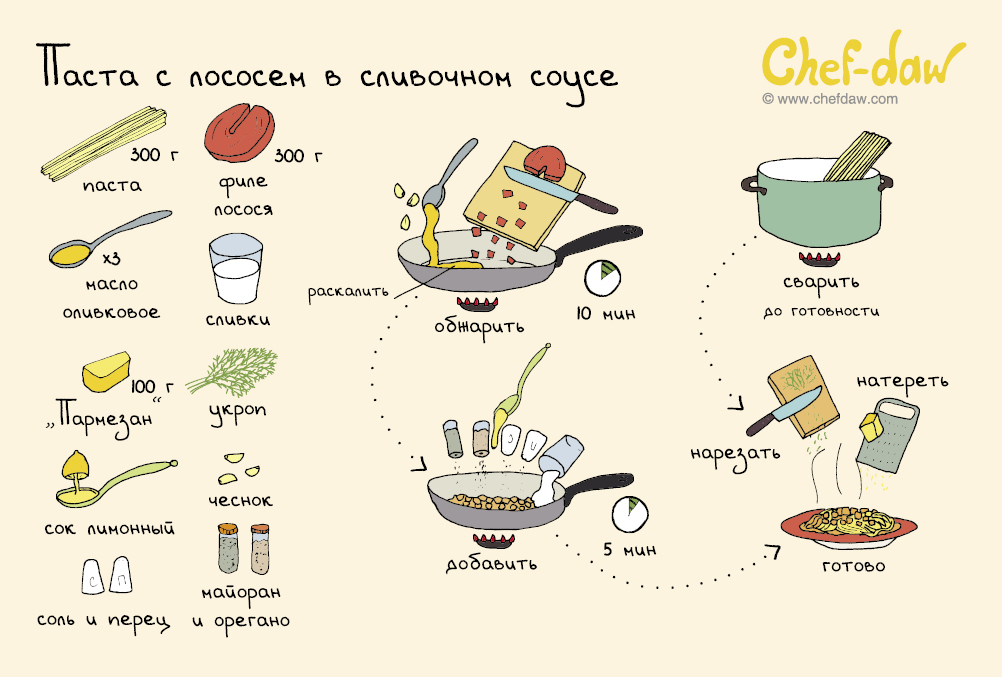 Паста с лососем в сливочном соусе
Chef-daw
© www.chefdaw.com
300 г
паста
300 г
филе
лосося
х3
масло
оливковое
сливки
100 г
„Пармезан“
укроп
сок лимонный
чеснок
С П
соль и перец
майоран
и орегано
раскалить
обжарить
10 мин
С П
добавить
5 мин
сварить
до готовности
нарезать
натереть
готово